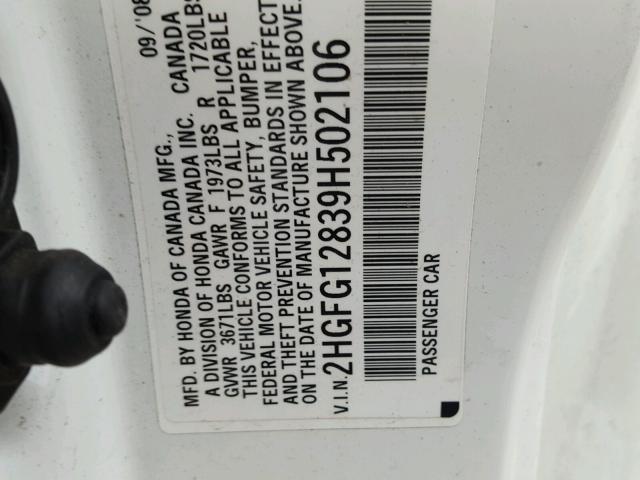 MFD. BY HONDA OF CANADA MFG., 09/'08
A DIVISION OF HONDA CANADA INC. CANADA
GVWR 3671LBS GAWR F 1973LBS R 1720LBS
THIS VEHICLE CONFORMS TO ALL APPLICABLE
FEDERAL MOTOR VEHICLE SAFETY, BUMPER,
AND THEFT PREVENTION STANDARDS IN EFFECT
ON THE DATE OF MANUFACTURE SHOWN ABOVE.
V.I.N. 2HGFG12839H502106
PASSENGER CAR